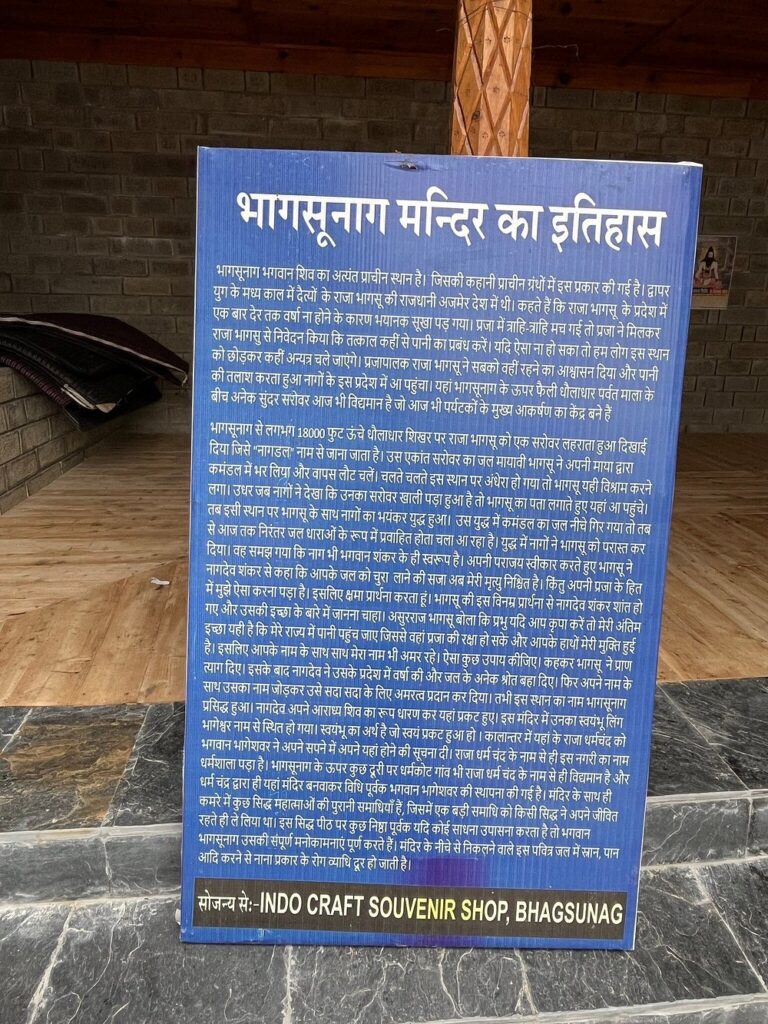 भागसूनाग मन्दिर का इतिहास
भागसूनाग भगवान शिव का अत्यंत प्राचीन स्थान है। जिसकी कहानी प्राचीन ग्रंथों में इस प्रकार की गई है। द्वापर
युग के मध्य काल में दैत्यों के राजा भागसू की राजधानी अजमेर देश में थी। कहते हैं कि राजा भागसू के प्रदेश में
एक बार देर तक वर्षा ना होने के कारण भयानक सूखा पड़ गया। प्रजा में त्राहि-त्राहि मच गई तो प्रजा ने मिलकर
राजा भागसु से निवेदन किया कि तत्काल कहीं से पानी का प्रबंध करें। यदि ऐसा ना हो सका तो हम लोग इस स्थान
को छोड़कर कहीं अन्यत्र चले जाएंगे। प्रजापालक राजा भागसू ने सबको वहीं रहने का आश्वासन दिया और पानी
की तलाश करता हुआ नागों के इस प्रदेश में आ पहुंचा। यहां भागसूनाग के ऊपर फैली धौलाधार पर्वत माला के
बीच अनेक सुंदर सरोवर आज भी विद्यमान है जो आज भी पर्यटकों के मुख्य आकर्षण का केंद्र बने हैं
भागसूनाग से लगभग 18000 फुट ऊंचे धौलाधार शिखर पर राजा भागसू को एक सरोवर लहराता हुआ दिखाई
दिया जिसे "नागडल" नाम से जाना जाता है। उस एकांत सरोवर का जल मायावी भागसू ने अपनी माया द्वारा
कमंडल में भर लिया और वापस लौट चलें। चलते चलते इस स्थान पर अंधेरा हो गया तो भागसू यही विश्राम करने
लगा। उधर जब नागों ने देखा कि उनका सरोवर खाली पड़ा हुआ है तो भागसू का पता लगाते हुए यहां आ पहुंचे।
तब इसी स्थान पर भागसू के साथ नागों का भयंकर युद्ध हुआ। उस युद्ध में कमंडल का जल नीचे गिर गया तो तब
से आज तक निरंतर जल धाराओं के रूप में प्रवाहित होता चला आ रहा है। युद्ध में नागों ने भागसू को परास्त कर
दिया। वह समझ गया कि नाग भी भगवान शंकर के ही स्वरूप है। अपनी पराजय स्वीकार करते हुए भागसू ने
नागदेव शंकर से कहा कि आपके जल को चुरा लाने की सजा अब मेरी मृत्यु निश्चित है। किंतु अपनी प्रजा के हित
में मुझे ऐसा करना पड़ा है। इसलिए क्षमा प्रार्थना करता हूं। भागसू की इस विनम्र प्रार्थना से नागदेव शंकर शांत हो
गए और उसकी इच्छा के बारे में जानना चाहा। असुरराज भागसू बोला कि प्रभु यदि आप कृपा करें तो मेरी अंतिम
इच्छा यही है कि मेरे राज्य में पानी पहुंच जाए जिससे वहां प्रजा की रक्षा हो सके और आपके हाथों मेरी मुक्ति हुई
है। इसलिए आपके नाम के साथ साथ मेरा नाम भी अमर रहे। ऐसा कुछ उपाय कीजिए। कहकर भागसू ने प्राण
त्याग दिए। इसके बाद नागदेव ने उसके प्रदेश में वर्षा की और जल के अनेक श्रोत बहा दिए। फिर अपने नाम के
साथ उसका नाम जोड़कर उसे सदा सदा के लिए अमरत्व प्रदान कर दिया। तभी इस स्थान का नाम भागसूनाग
प्रसिद्ध हुआ। नागदेव अपने आराध्य शिव का रूप धारण कर यहां प्रकट हुए। इस मंदिर में उनका स्वयंभू लिंग
भागेश्वर नाम से स्थित हो गया। स्वयंभू का अर्थ है जो स्वयं प्रकट हुआ हो। कालान्तर में यहां के राजा धर्मचंद को
भगवान भागेशवर ने अपने सपने में अपने यहां होने की सूचना दी। राजा धर्म चंद के नाम से ही इस नगरी का नाम
धर्मशाला पड़ा है। भागसूनाग के ऊपर कुछ दूरी पर धर्मकोट गांव भी राजा धर्म चंद के नाम से ही विद्यमान है और
धर्म चंद्र द्वारा ही यहां मंदिर बनवाकर विधि पूर्वक भगवान भागेशवर की स्थापना की गई है। मंदिर के साथ ही
कमरे में कुछ सिद्ध महात्माओं की पुरानी समाधियाँ हैं, जिसमें एक बड़ी समाधि को किसी सिद्ध ने अपने जीवित
रहते ही ले लिया था। इस सिद्ध पीठ पर कुछ निष्ठा पूर्वक यदि कोई साधना उपासना करता है तो भगवान
भागसूनाग उसकी संपूर्ण मनोकामनाएं पूर्ण करते हैं। मंदिर के नीचे से निकलने वाले इस पवित्र जल में स्नान, पान
आदि करने से नाना प्रकार के रोग व्याधि दूर हो जाती है।
सोजन्य से:-INDO CRAFT SOUVENIR SHOP, BHAGSUNAG